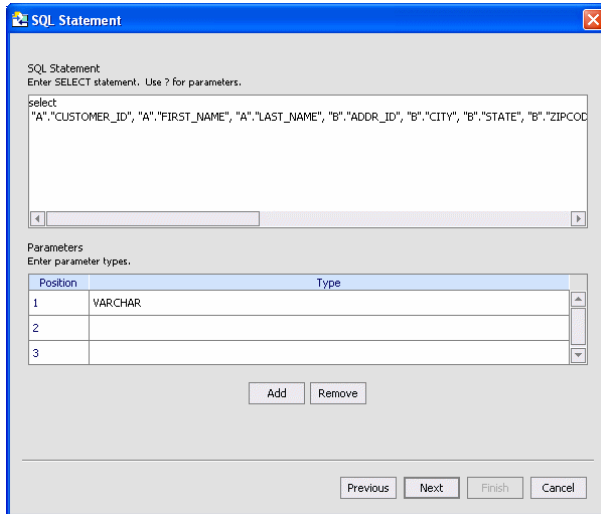 SQL Statement
SQL Statement
Enter SELECT statement. Use ? for parameters.
select
"A"."CUSTOMER_ID", "A"."FIRST_NAME", "A"."LAST_NAME", "B"."ADDR_ID", "B"."CITY", "B"."STATE", "B"."ZIPCOD
Parameters
Enter parameter types.
Position Type
1 VARCHAR
2
3
Add Remove
Previous Next Finish Cancel